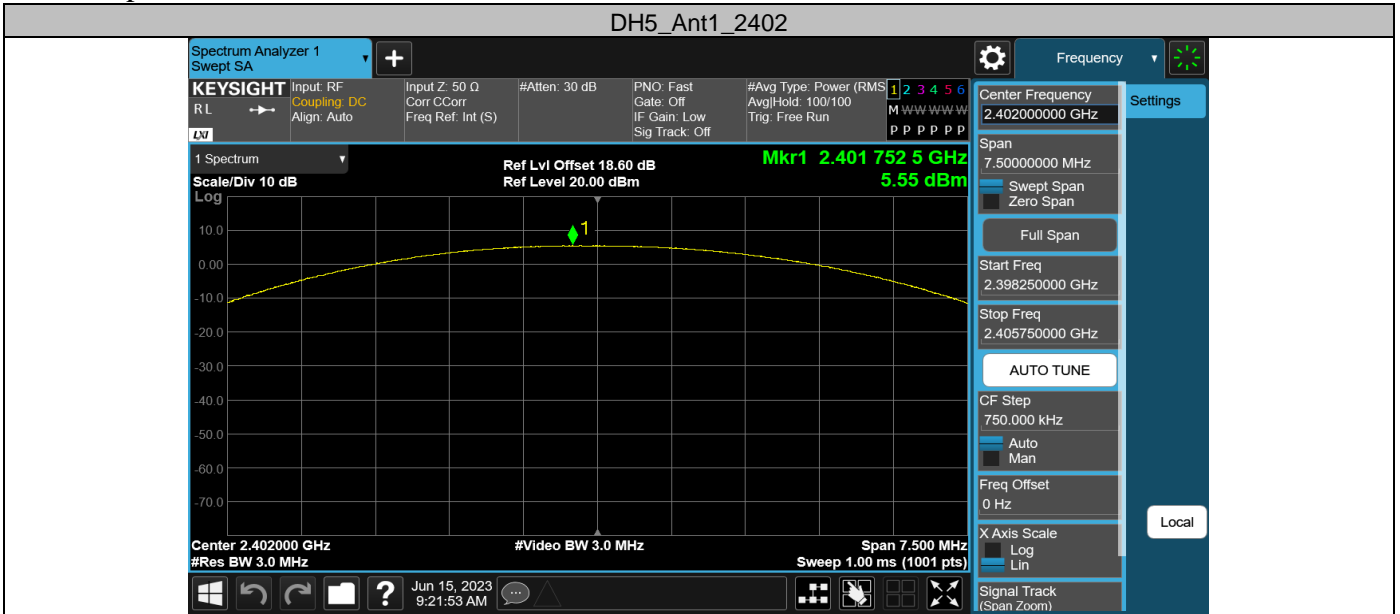 DH5_Ant1_2402
Spectrum Analyzer 1
Swept SA
Frequency
KEYSIGHT
RL
LXI
Input: RF
Coupling: DC
Align: Auto
Input Z: 50 Ω
Corr CCorr
Freq Ref: Int (S)
#Atten: 30 dB
PNO: Fast
Gate: Off
IF Gain: Low
Sig Track: Off
#Avg Type: Power (RMS
Avg|Hold: 100/100
Trig: Free Run
1 2 3 4 5 6
M W W W W W
P P P P P P
1 Spectrum
Scale/Div 10 dB
Log
Ref Lvl Offset 18.60 dB
Ref Level 20.00 dBm
Mkr1 2.401 752 5 GHz
5.55 dBm
1
10.0
0.00
-10.0
-20.0
-30.0
-40.0
-50.0
-60.0
-70.0
Center 2.402000 GHz
#Res BW 3.0 MHz
#Video BW 3.0 MHz
Span 7.500 MHz
Sweep 1.00 ms (1001 pts)
Center Frequency
2.402000000 GHz
Span
7.50000000 MHz
Swept Span
Zero Span
Full Span
Start Freq
2.398250000 GHz
Stop Freq
2.405750000 GHz
AUTO TUNE
CF Step
750.000 kHz
Auto
Man
Freq Offset
0 Hz
X Axis Scale
Log
Lin
Signal Track
(Span Zoom)
Settings
Local
?
Jun 15, 2023
9:21:53 AM